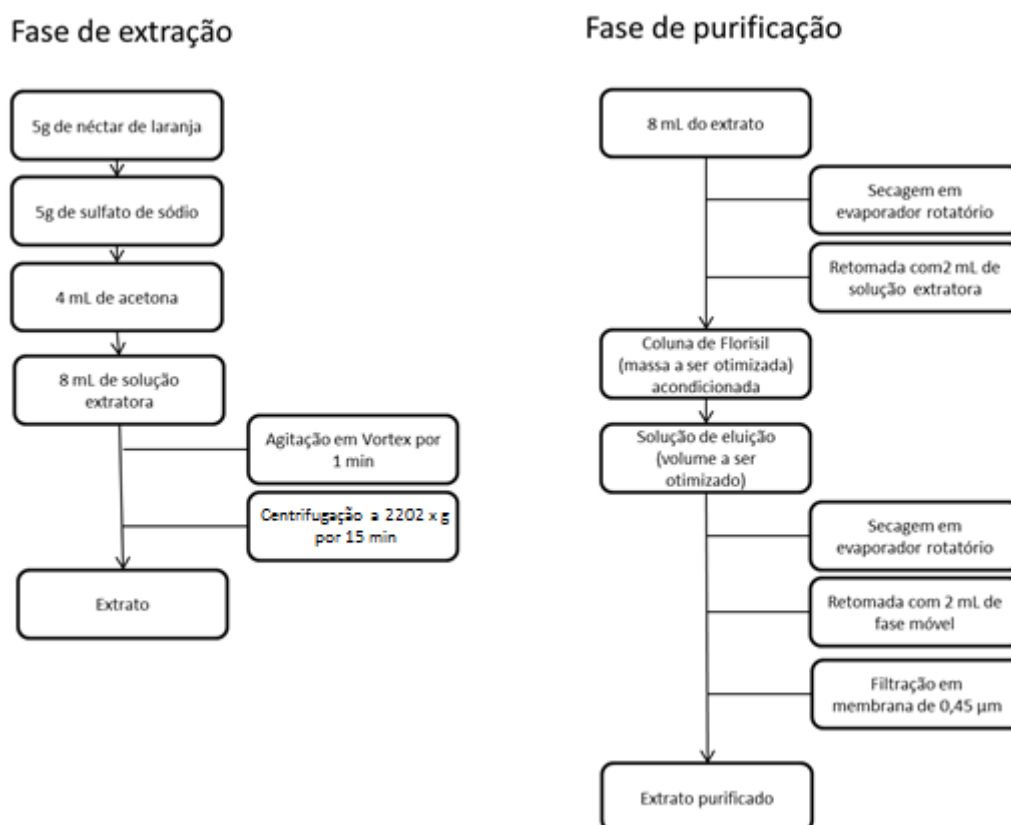 Fase de extração
5g de néctar de laranja
5g de sulfato de sódio
4 mL de acetona
8 mL de solução
extratora
Agitação em Vortex por
1 min
Centrifugação a 2202 x g
por 15 min
Extrato
Fase de purificação
8 mL do extrato
Secagem em
evaporador rotatório
Retomada com2 mL de
solução extratora
Coluna de Florisil
(massa a ser otimizada)
acondicionada
Solução de eluição
(volume a ser
otimizado)
Secagem em
evaporador rotatório
Retomada com 2 mL de
fase móvel
Filtração em
membrana de 0,45 µm
Extrato purificado